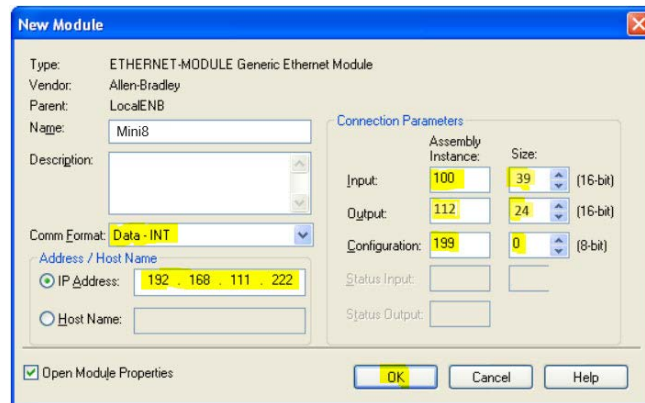 New Module
Type: ETHERNET-MODULE Generic Ethernet Module
Vendor: Allen-Bradley
Parent: LocalENB
Name: Mini8
Description:
Comm Format: Data - INT
Address / Host Name
IP Address: 192 . 168 . 111 . 222
Host Name:
Open Module Properties
Connection Parameters
Assembly Instance: Size:
Input: 100 39 (16-bit)
Output: 112 24 (16-bit)
Configuration: 199 0 (8-bit)
Status Input:
Status Output:
OK Cancel Help